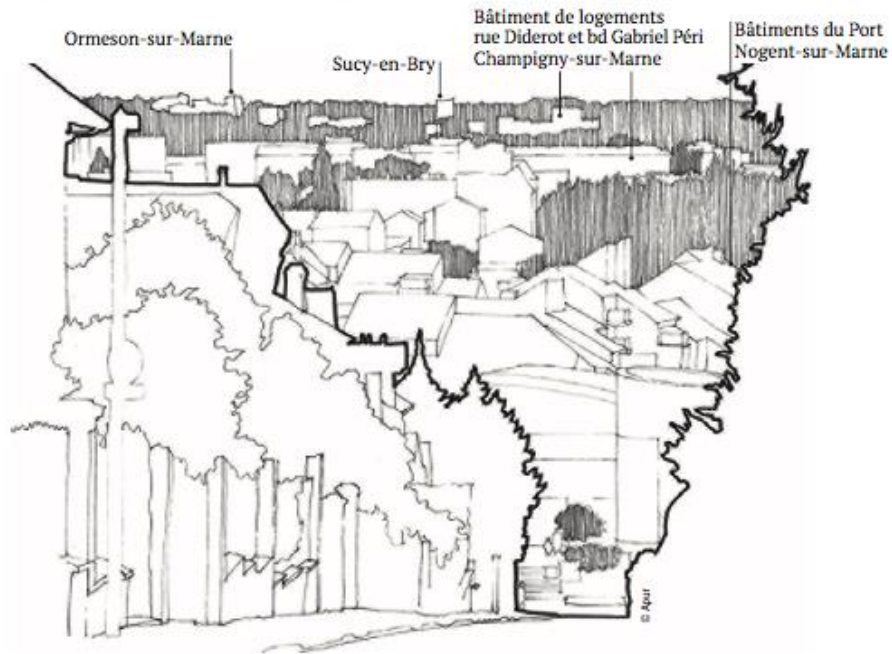 Ormeson-sur-Marne
Sucy-en-Bry
Bâtiment de logements
rue Diderot et bd Gabriel Péri
Champigny-sur-Marne
Bâtiments du Port
Nogent-sur-Marne
© Apur